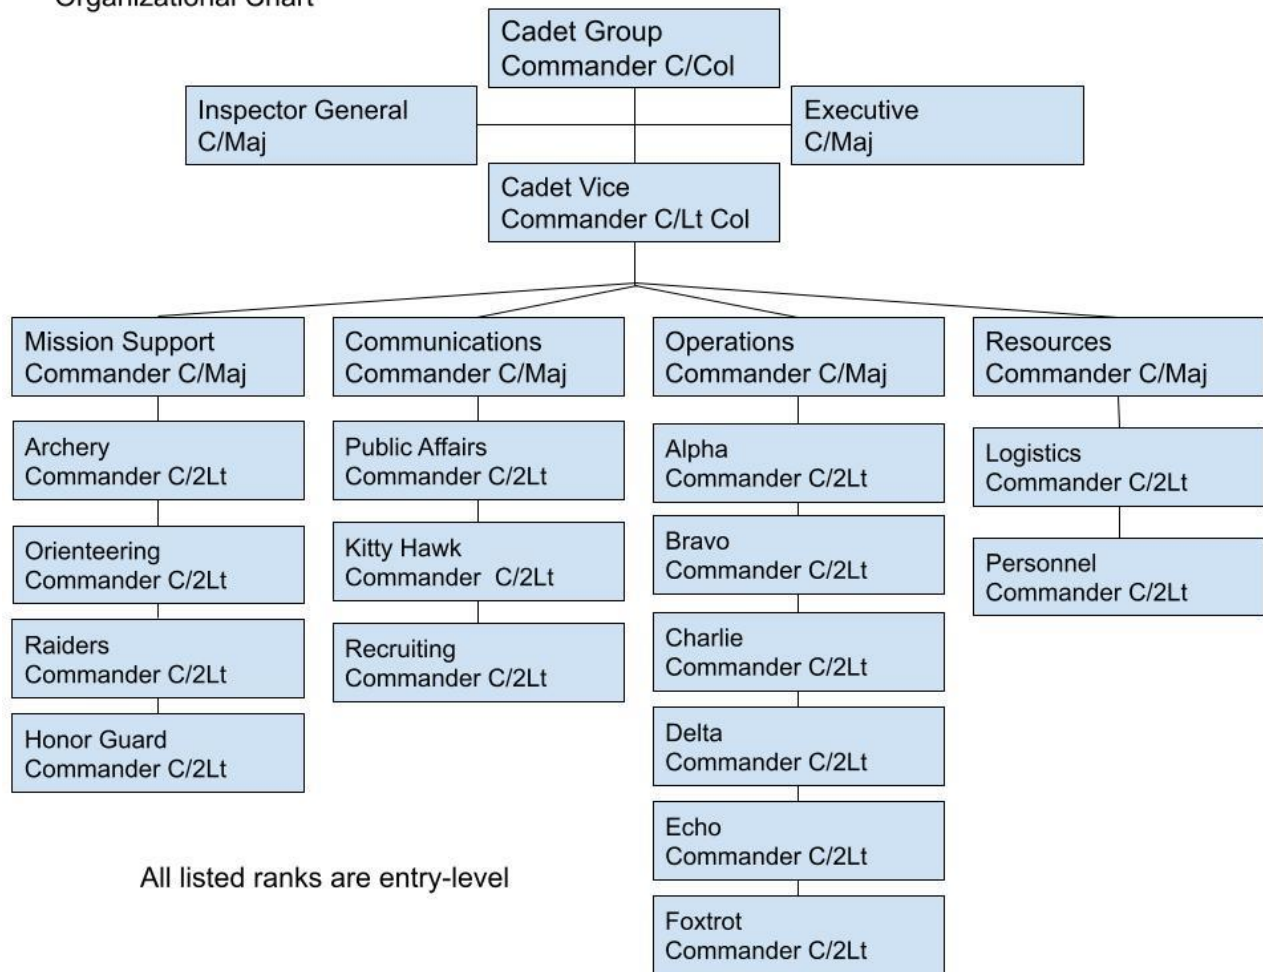 Organizational Chart
Cadet Group
Commander C/Col
Inspector General
C/Maj
Executive
C/Maj
Cadet Vice
Commander C/Lt Col
Mission Support
Commander C/Maj
Archery
Commander C/2Lt
Orienteering
Commander C/2Lt
Raiders
Commander C/2Lt
Honor Guard
Commander C/2Lt
Communications
Commander C/Maj
Public Affairs
Commander C/2Lt
Kitty Hawk
Commander  C/2Lt
Recruiting
Commander C/2Lt
Operations
Commander C/Maj
Alpha
Commander C/2Lt
Bravo
Commander C/2Lt
Charlie
Commander C/2Lt
Delta
Commander C/2Lt
Echo
Commander C/2Lt
Foxtrot
Commander C/2Lt
Resources
Commander C/Maj
Logistics
Commander C/2Lt
Personnel
Commander C/2Lt
All listed ranks are entry-level